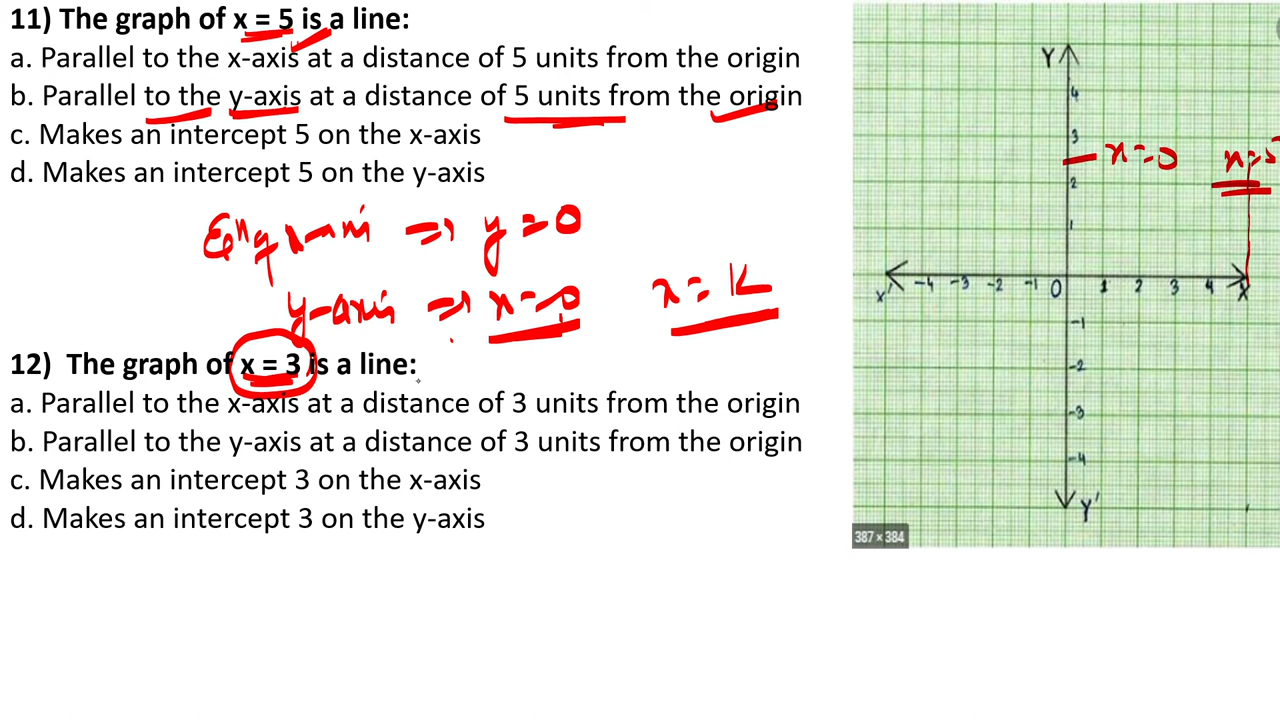 11) The graph of x = 5 is a line:
a. Parallel to the x-axis at a distance of 5 units from the origin
b. Parallel to the y-axis at a distance of 5 units from the origin
c. Makes an intercept 5 on the x-axis
d. Makes an intercept 5 on the y-axis
Eqn of x-axis => y = 0
y-axis => x = 0 x = k
12) The graph of x = 3 is a line:
a. Parallel to the x-axis at a distance of 3 units from the origin
b. Parallel to the y-axis at a distance of 3 units from the origin
c. Makes an intercept 3 on the x-axis
d. Makes an intercept 3 on the y-axis
Y
4
3
x = 0 x = 5
2
1
X' -4 -3 -2 -1 0 1 2 3 4 X
-1
-2
-3
-4
Y'
387 × 384